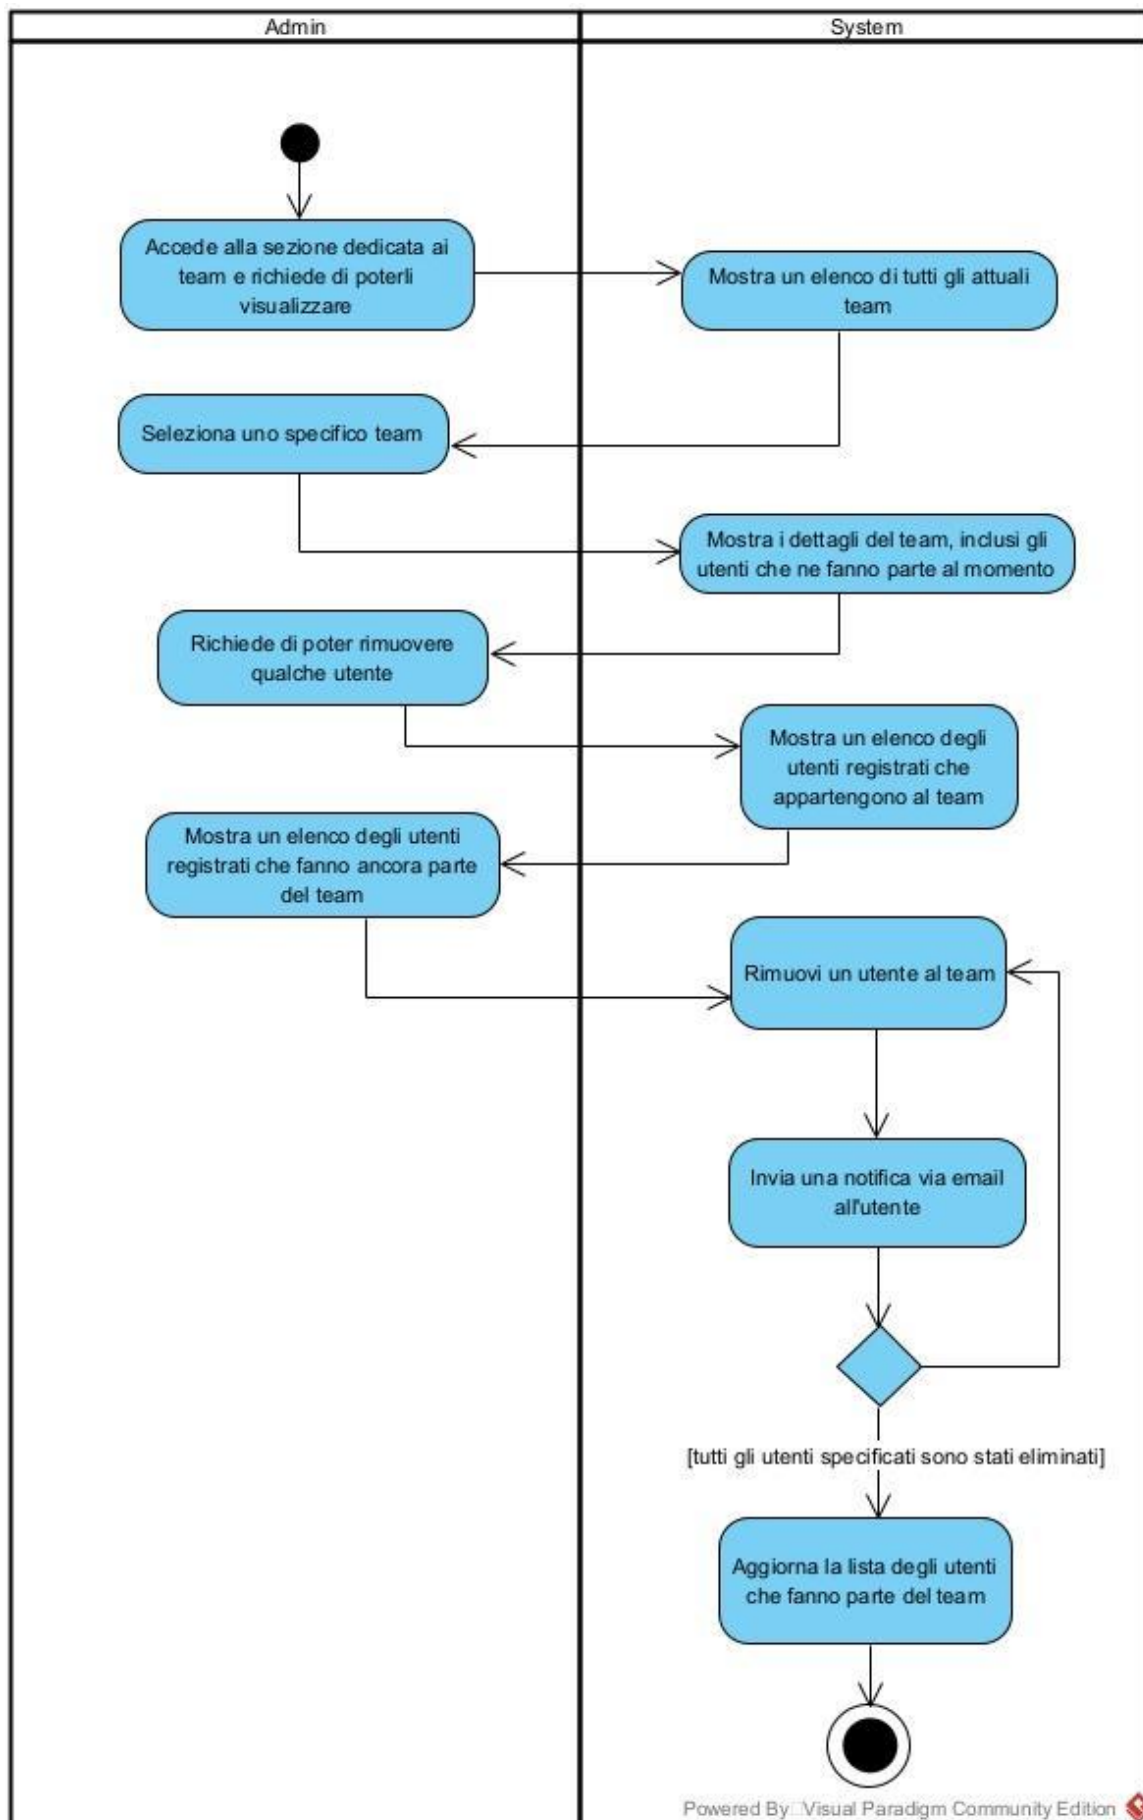 Admin
System
Accede alla sezione dedicata ai
team e richiede di poterli
visualizzare
Mostra un elenco di tutti gli attuali
team
Seleziona uno specifico team
Mostra i dettagli del team, inclusi gli
utenti che ne fanno parte al momento
Richiede di poter rimuovere
qualche utente
Mostra un elenco degli
utenti registrati che
appartengono al team
Mostra un elenco degli utenti
registrati che fanno ancora parte
del team
Rimuovi un utente al team
Invia una notifica via email
all'utente
[tutti gli utenti specificati sono stati eliminati]
Aggiorna la lista degli utenti
che fanno parte del team
Powered By Visual Paradigm Community Edition